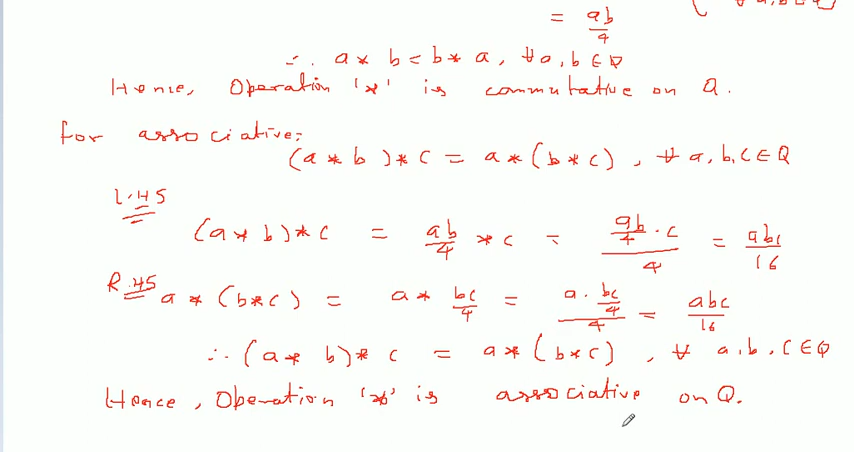 = ab/4 { ∀ a, b ∈ Q }
∴ a * b = b * a, ∀ a, b ∈ Q
Hence, Operation '*' is commutative on Q.
for associative:
(a * b) * c = a * (b * c), ∀ a, b, c ∈ Q
L.H.S
(a * b) * c = ab/4 * c = (ab/4 · c)/4 = abc/16
R.H.S a * (b * c) = a * bc/4 = (a · bc/4)/4 = abc/16
∴ (a * b) * c = a * (b * c), ∀ a, b, c ∈ Q
Hence, Operation '*' is associative on Q.